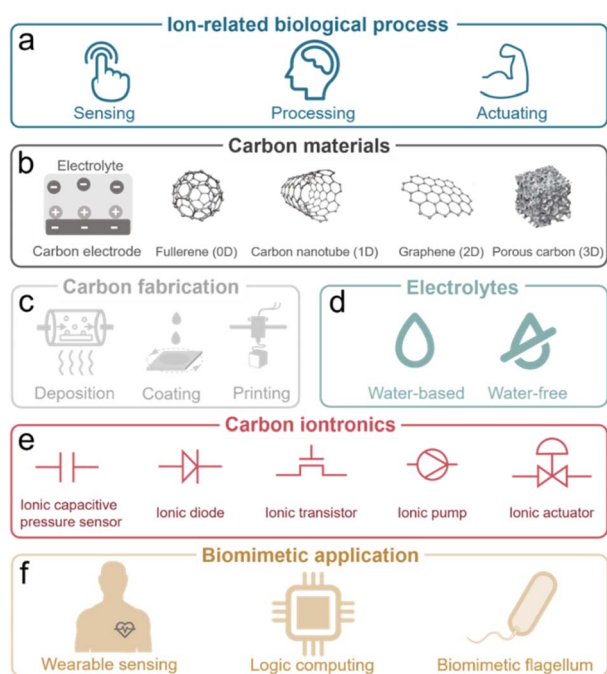 Ion-related biological process
a
Sensing
Processing
Actuating
Carbon materials
b
Electrolyte
Carbon electrode
Fullerene (0D)
Carbon nanotube (1D)
Graphene (2D)
Porous carbon (3D)
Carbon fabrication
c
Deposition
Coating
Printing
Electrolytes
d
Water-based
Water-free
Carbon iontronics
e
Ionic capacitive
pressure sensor
Ionic diode
Ionic transistor
Ionic pump
Ionic actuator
Biomimetic application
f
Wearable sensing
Logic computing
Biomimetic flagellum